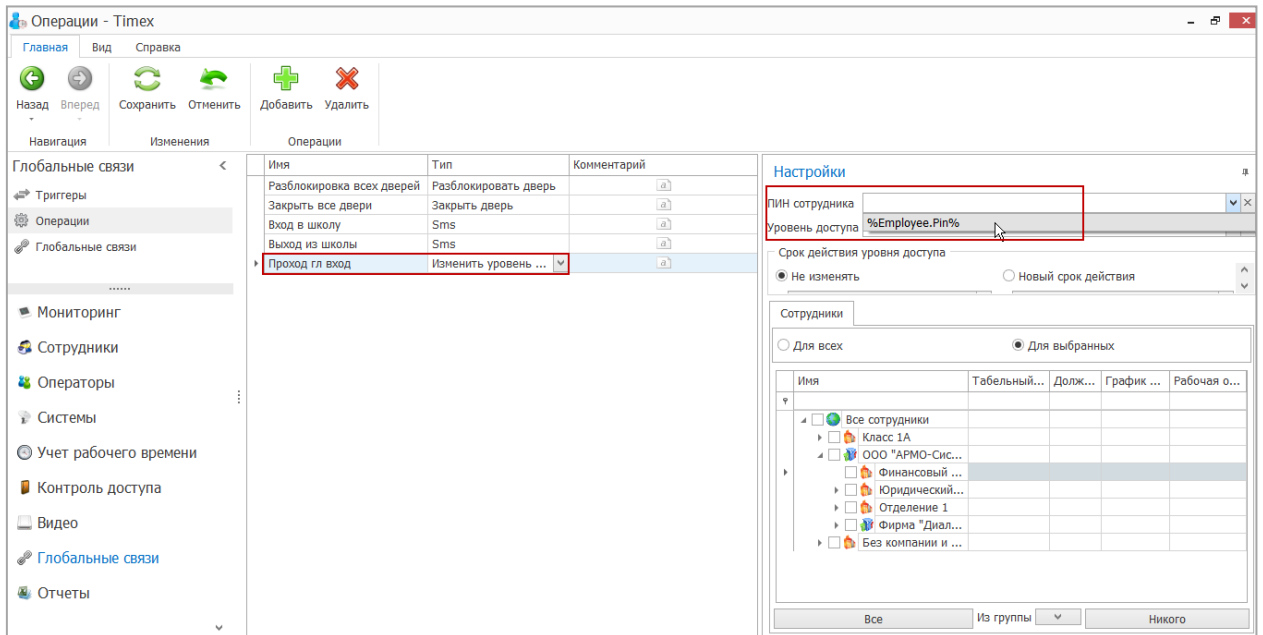 Операции - Timex
Главная Вид Справка
Назад Вперед Сохранить Отменить Добавить Удалить
Навигация Изменения Операции
Глобальные связи
Триггеры
Операции
Глобальные связи
Мониторинг
Сотрудники
Операторы
Системы
Учет рабочего времени
Контроль доступа
Видео
Глобальные связи
Отчеты
Имя Тип Комментарий
Разблокировка всех дверей Разблокировать дверь
Закрыть все двери Закрыть дверь
Вход в школу Sms
Выход из школы Sms
Проход гл вход Изменить уровень ...
Настройки
ПИН сотрудника
%Employee.Pin%
Уровень доступа
Срок действия уровня доступа
Не изменять Новый срок действия
Сотрудники
Для всех Для выбранных
Имя Табельный... Долж... График ... Рабочая о...
Все сотрудники
Класс 1А
ООО "АРМО-Сис...
Финансовый ...
Юридический...
Отделение 1
Фирма "Диал...
Без компании и ...
Все Из группы Никого